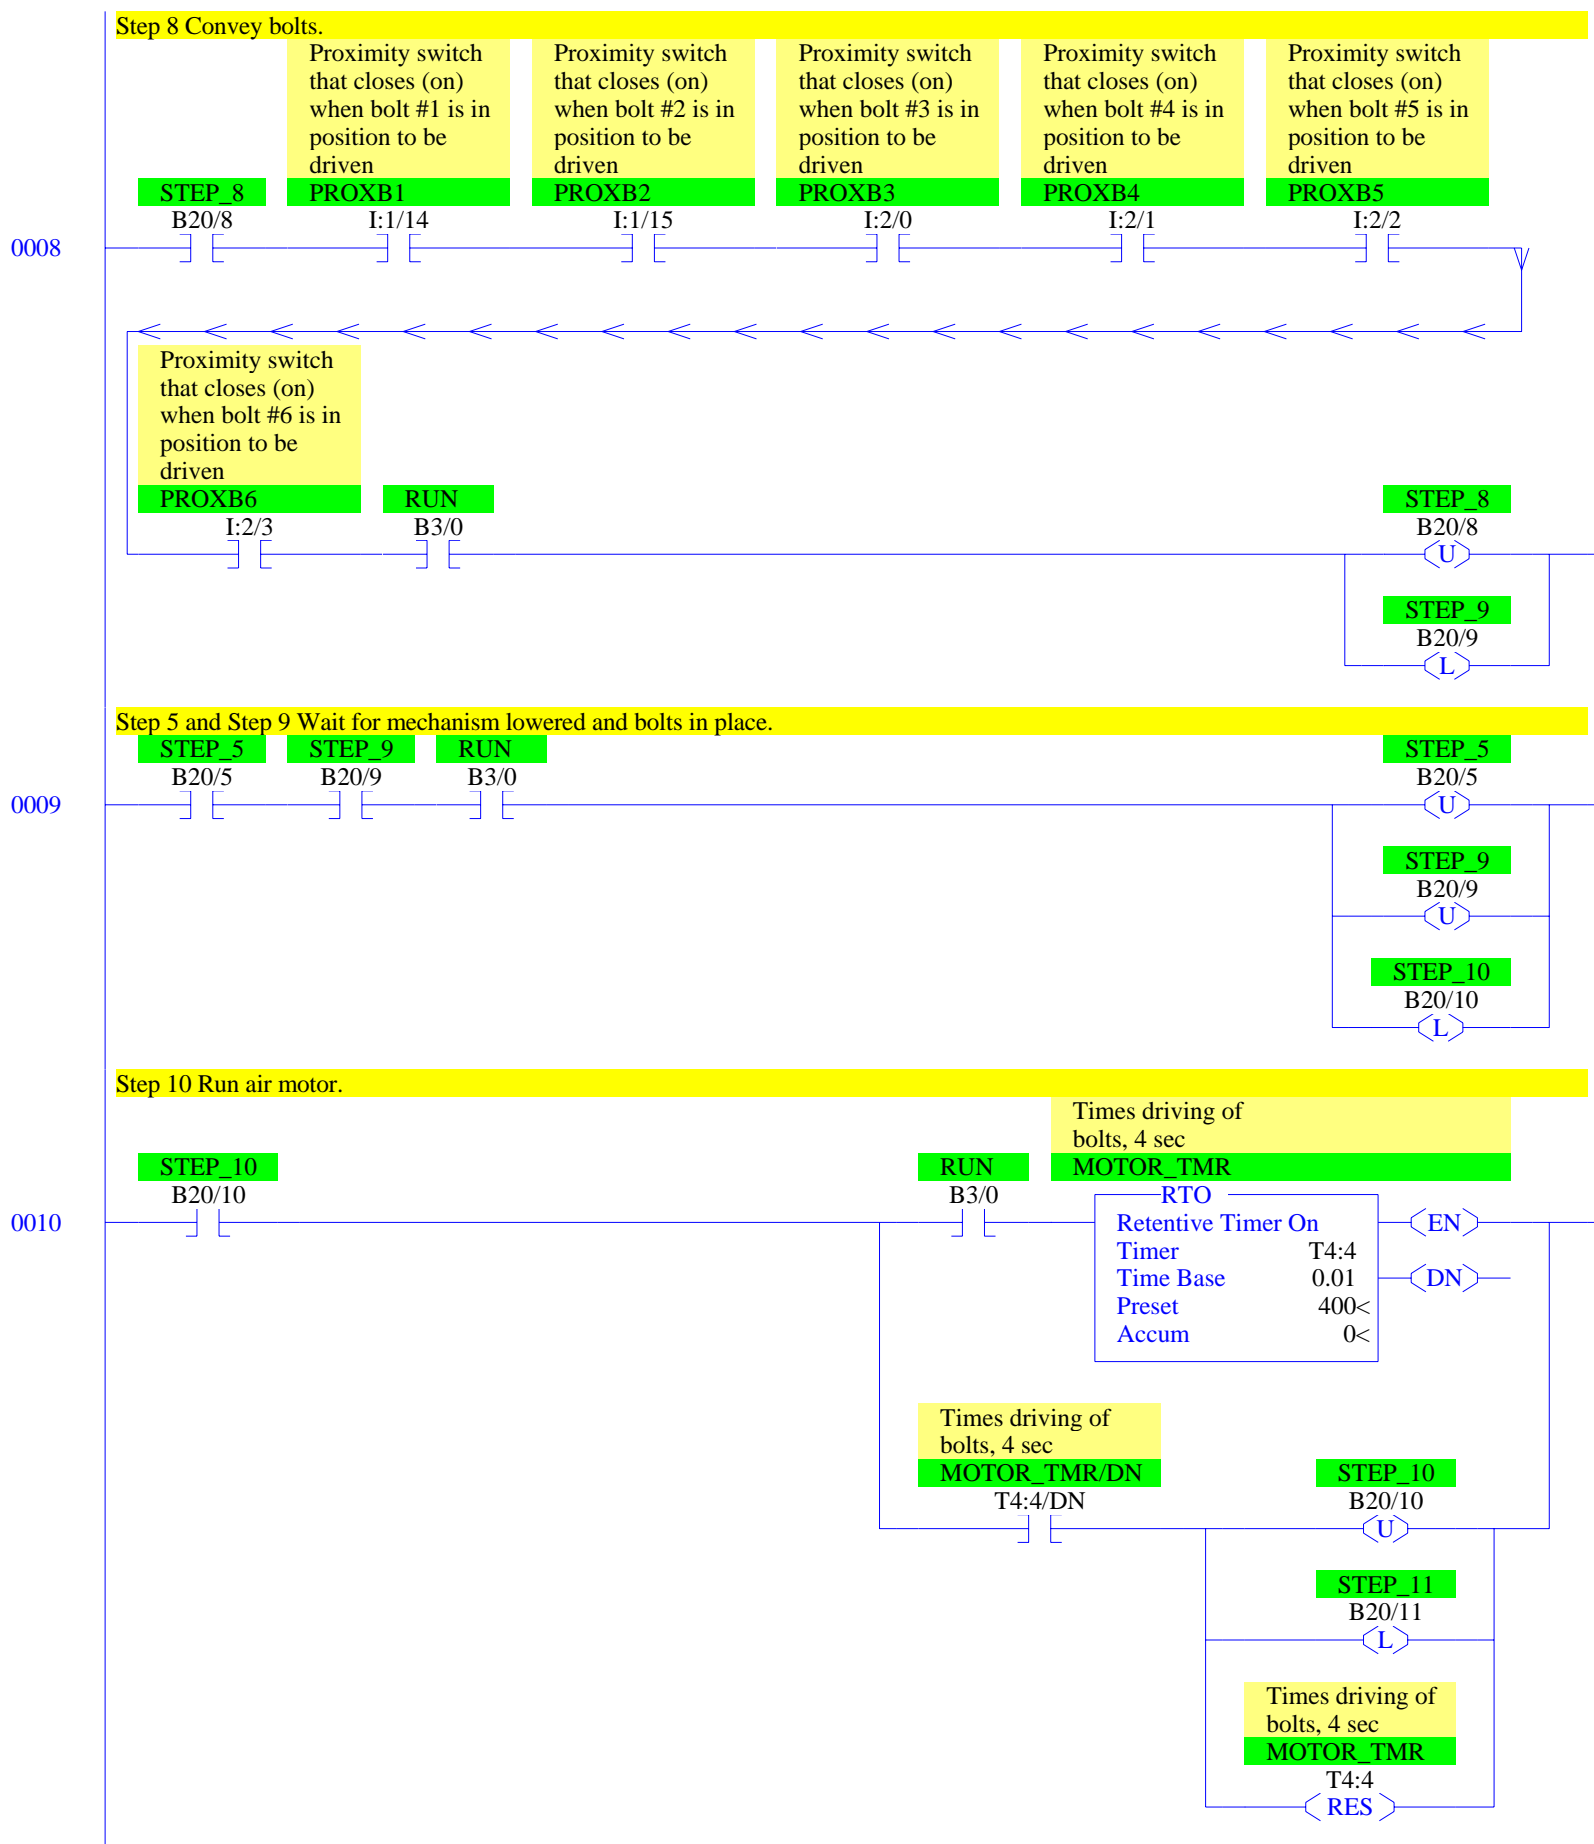 Step 8 Convey bolts.
Proximity switch
that closes (on)
when bolt #1 is in
position to be
driven
Proximity switch
that closes (on)
when bolt #2 is in
position to be
driven
Proximity switch
that closes (on)
when bolt #3 is in
position to be
driven
Proximity switch
that closes (on)
when bolt #4 is in
position to be
driven
Proximity switch
that closes (on)
when bolt #5 is in
position to be
driven
STEP_8
PROXB1
PROXB2
PROXB3
PROXB4
PROXB5
B20/8
I:1/14
I:1/15
I:2/0
I:2/1
I:2/2
0008
Proximity switch
that closes (on)
when bolt #6 is in
position to be
driven
PROXB6
RUN
STEP_8
I:2/3
B3/0
B20/8
U
STEP_9
B20/9
L
Step 5 and Step 9 Wait for mechanism lowered and bolts in place.
STEP_5
STEP_9
RUN
STEP_5
B20/5
B20/9
B3/0
B20/5
0009
U
STEP_9
B20/9
U
STEP_10
B20/10
L
Step 10 Run air motor.
Times driving of
bolts, 4 sec
STEP_10
RUN
MOTOR_TMR
B20/10
B3/0
0010
RTO
Retentive Timer On
Timer T4:4
Time Base 0.01
Preset 400<
Accum 0<
EN
DN
Times driving of
bolts, 4 sec
MOTOR_TMR/DN
STEP_10
T4:4/DN
B20/10
U
STEP_11
B20/11
L
Times driving of
bolts, 4 sec
MOTOR_TMR
T4:4
RES